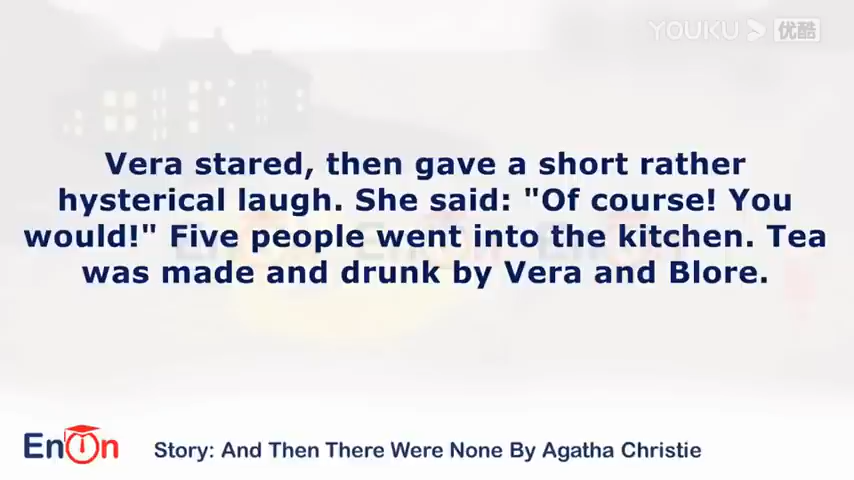 YOUKU 优酷
Vera stared, then gave a short rather
hysterical laugh. She said: "Of course! You
would!" Five people went into the kitchen. Tea
was made and drunk by Vera and Blore.
EnOn
Story: And Then There Were None By Agatha Christie